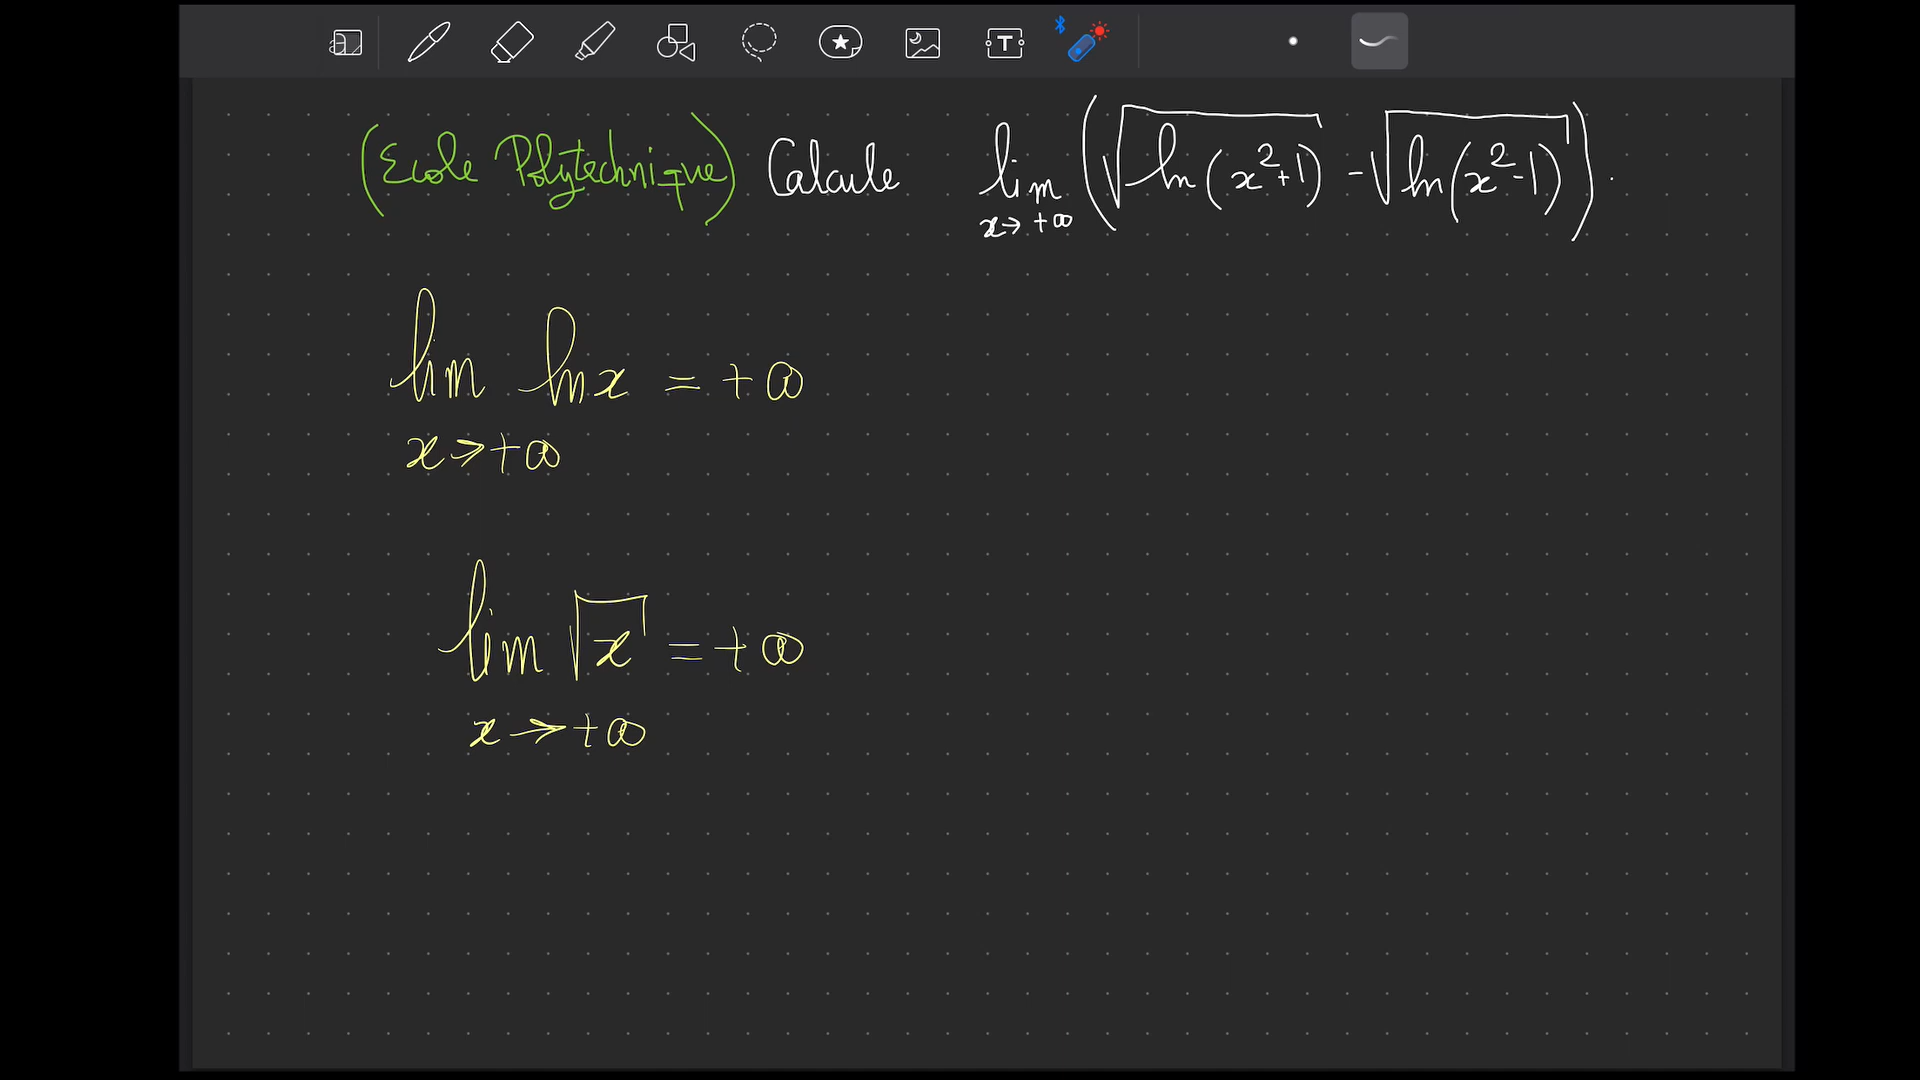 (Ecole Polytechnique) Calcule lim x→+∞ (√ln(x²+1) - √ln(x²-1)).
lim ln x = +∞
x→+∞
lim √x = +∞
x→+∞